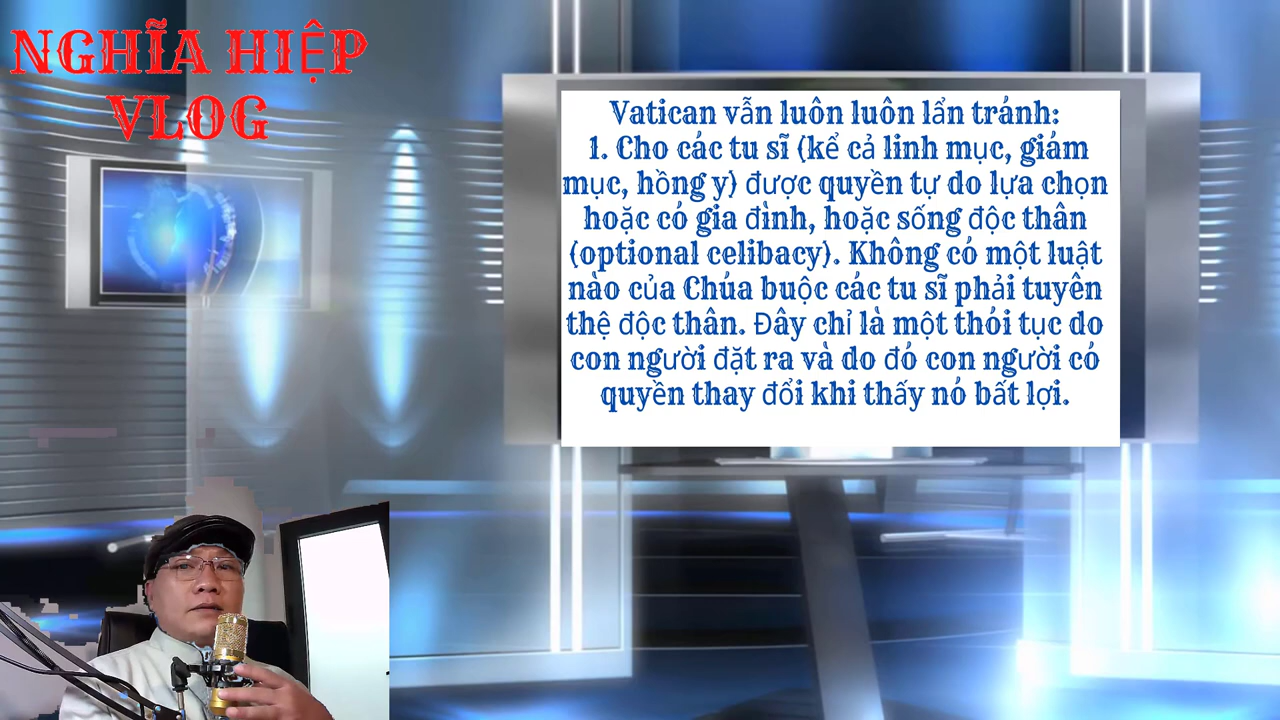 NGHĨA HIỆP
VLOG
Vatican vẫn luôn luôn lẩn tránh:
1. Cho các tu sĩ (kể cả linh mục, giám
mục, hồng y) được quyền tự do lựa chọn
hoặc có gia đình, hoặc sống độc thân
(optional celibacy). Không có một luật
nào của Chúa buộc các tu sĩ phải tuyên
thệ độc thân. Đây chỉ là một thói tục do
con người đặt ra và do đó con người có
quyền thay đổi khi thấy nó bất lợi.